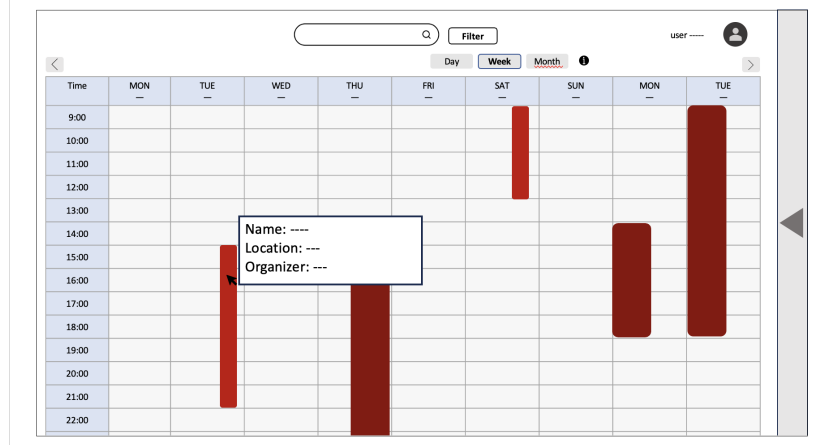 Filter
user -----
Day Week Month i
Time MON TUE WED THU FRI SAT SUN MON TUE
— — — — — — — — —
9:00
10:00
11:00
12:00
13:00
14:00
Name: ----
15:00
Location: ---
Organizer: ---
16:00
17:00
18:00
19:00
20:00
21:00
22:00